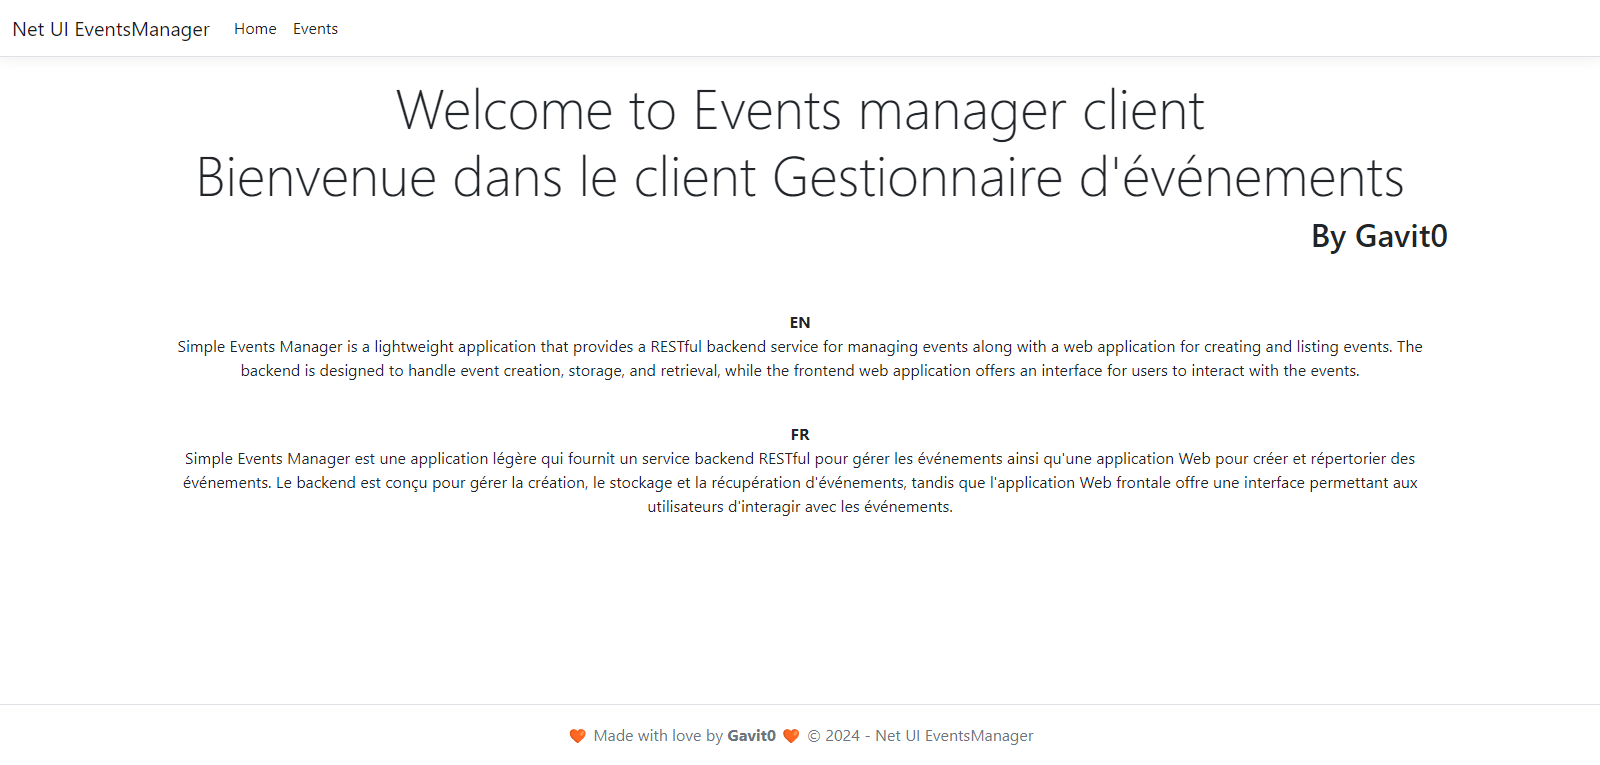 Net UI EventsManager Home Events
Welcome to Events manager client
Bienvenue dans le client Gestionnaire d'événements
By Gavit0
EN
Simple Events Manager is a lightweight application that provides a RESTful backend service for managing events along with a web application for creating and listing events. The
backend is designed to handle event creation, storage, and retrieval, while the frontend web application offers an interface for users to interact with the events.
FR
Simple Events Manager est une application légère qui fournit un service backend RESTful pour gérer les événements ainsi qu'une application Web pour créer et répertorier des
événements. Le backend est conçu pour gérer la création, le stockage et la récupération d'événements, tandis que l'application Web frontale offre une interface permettant aux
utilisateurs d'interagir avec les événements.
🧡 Made with love by Gavit0 🧡 © 2024 - Net UI EventsManager